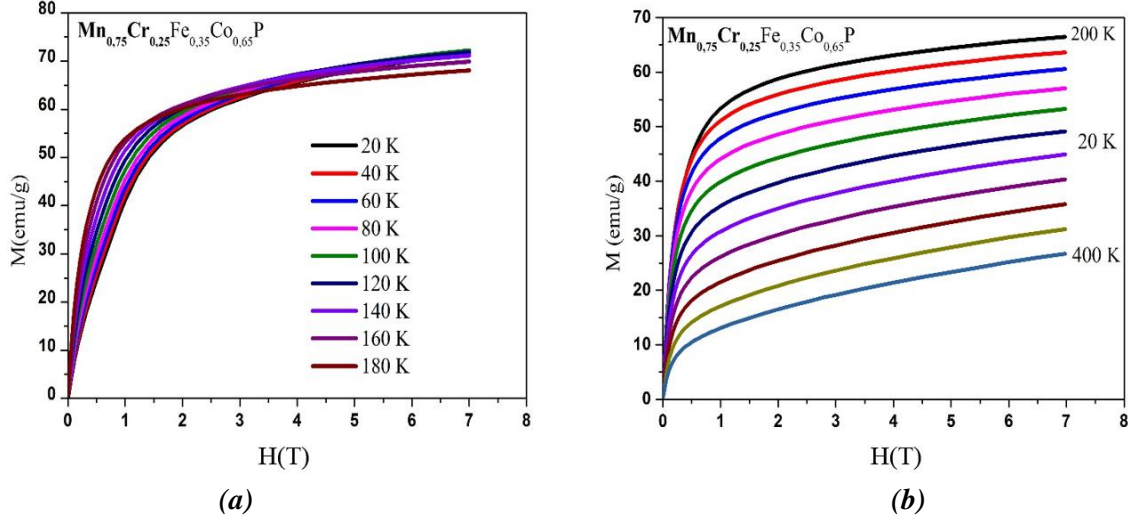 Mn0,75Cr0,25Fe0,35Co0,65P
80
70
60
50
40
30
20
10
0
M(emu/g)
20 K
40 K
60 K
80 K
100 K
120 K
140 K
160 K
180 K
0 1 2 3 4 5 6 7 8
H(T)
(a)
Mn0,75Cr0,25Fe0,35Co0,65P
70
60
50
40
30
20
10
0
M (emu/g)
200 K
20 K
400 K
0 1 2 3 4 5 6 7 8
H(T)
(b)